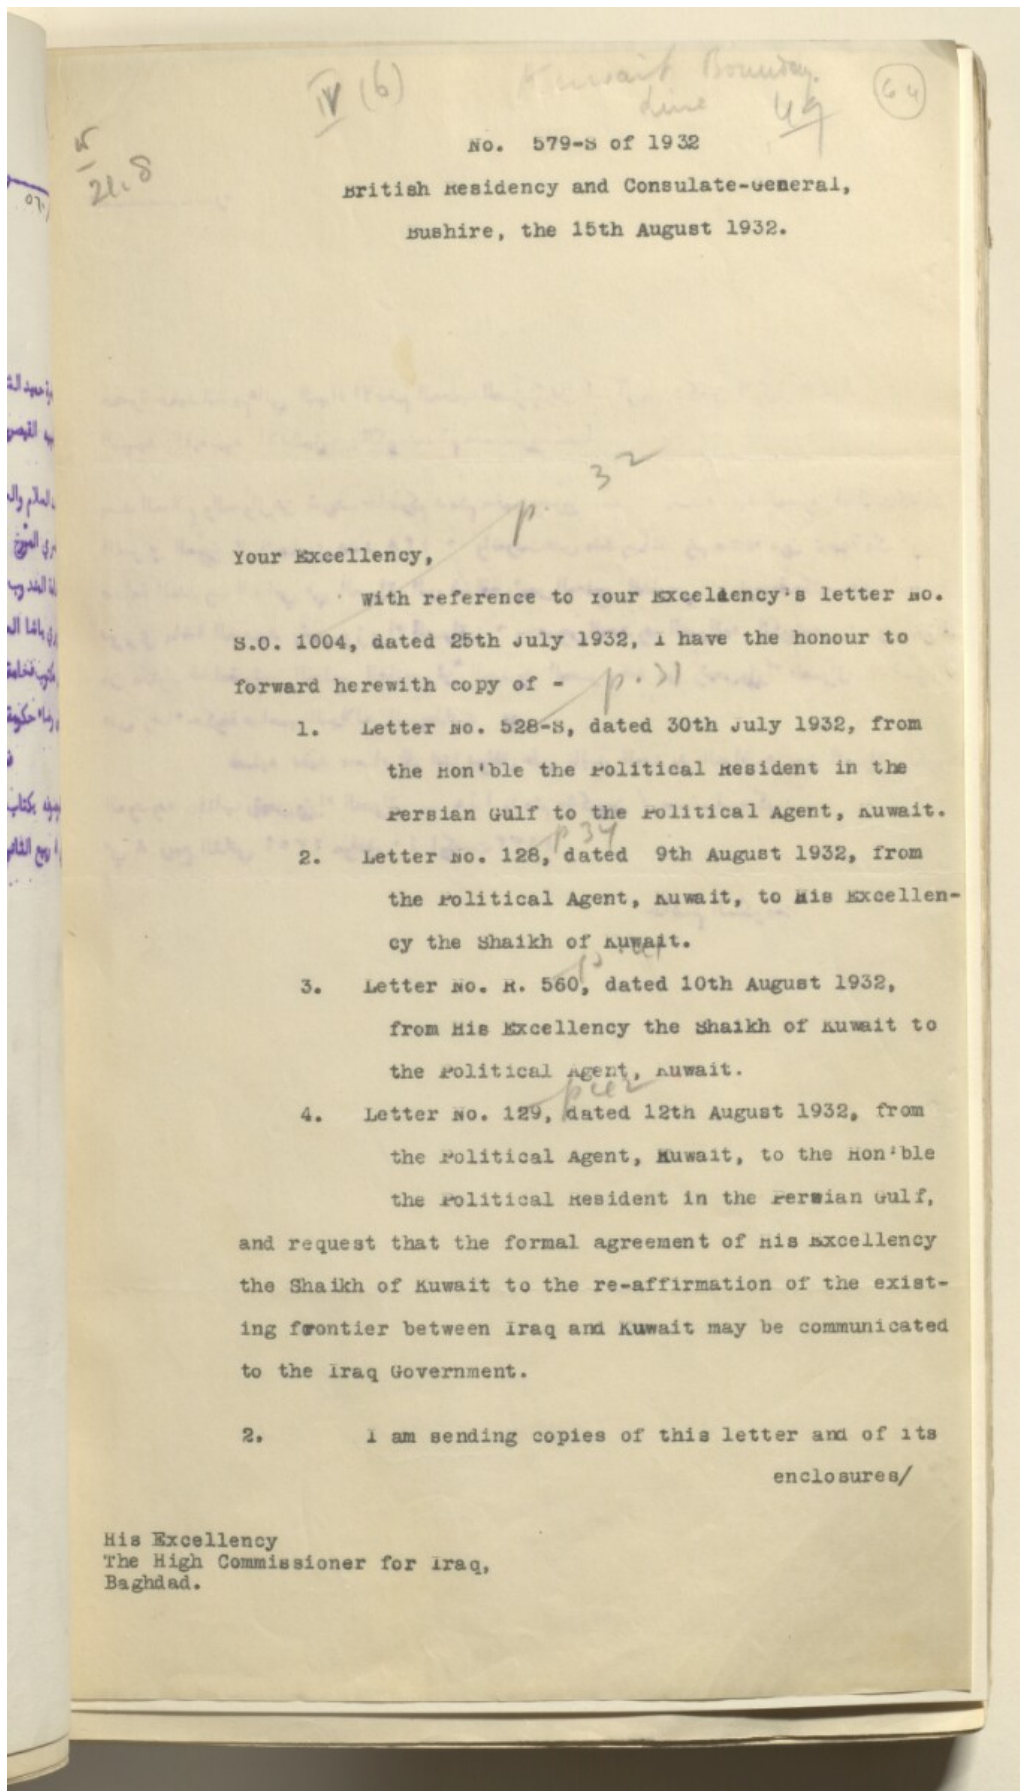 IV (6)
Kuwait Boundary
Line
49
64
21.8
No. 579-S of 1932
British Residency and Consulate-General,
Bushire, the 15th August 1932.
p. 32
Your Excellency,
With reference to Your Excellency's letter No.
S.O. 1004, dated 25th July 1932, I have the honour to
forward herewith copy of - p. 31
1. Letter No. 528-S, dated 30th July 1932, from
the Hon'ble the Political Resident in the
Persian Gulf to the Political Agent, Kuwait.
p 34
2. Letter No. 128, dated 9th August 1932, from
the Political Agent, Kuwait, to His Excellen-
cy the Shaikh of Kuwait.
3. Letter No. R. 560, dated 10th August 1932,
from His Excellency the Shaikh of Kuwait to
the Political Agent, Kuwait.
p 42
4. Letter No. 129, dated 12th August 1932, from
the Political Agent, Kuwait, to the Hon'ble
the Political Resident in the Persian Gulf,
and request that the formal agreement of His Excellency
the Shaikh of Kuwait to the re-affirmation of the exist-
ing frontier between Iraq and Kuwait may be communicated
to the Iraq Government.
2. I am sending copies of this letter and of its
enclosures/
His Excellency
The High Commissioner for Iraq,
Baghdad.